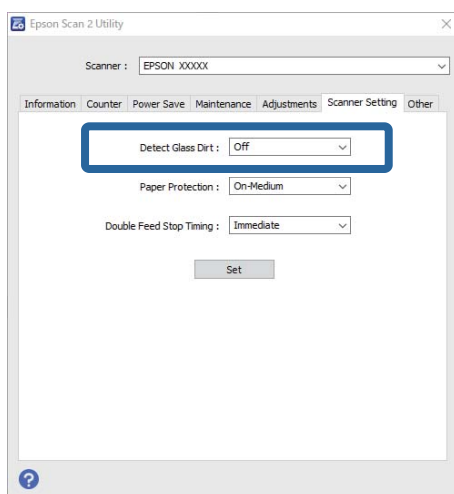 Epson Scan 2 Utility
Scanner : EPSON XXXXX
Information Counter Power Save Maintenance Adjustments Scanner Setting Other
Detect Glass Dirt : Off
Paper Protection : On-Medium
Double Feed Stop Timing : Immediate
Set
?